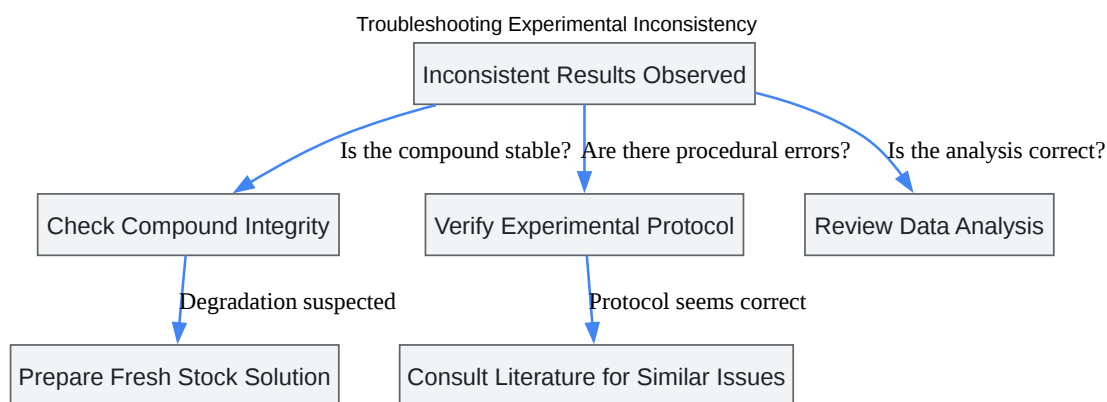 Troubleshooting Experimental Inconsistency
Inconsistent Results Observed
Is the compound stable?
Are there procedural errors?
Is the analysis correct?
Check Compound Integrity
Verify Experimental Protocol
Review Data Analysis
Degradation suspected
Protocol seems correct
Prepare Fresh Stock Solution
Consult Literature for Similar Issues